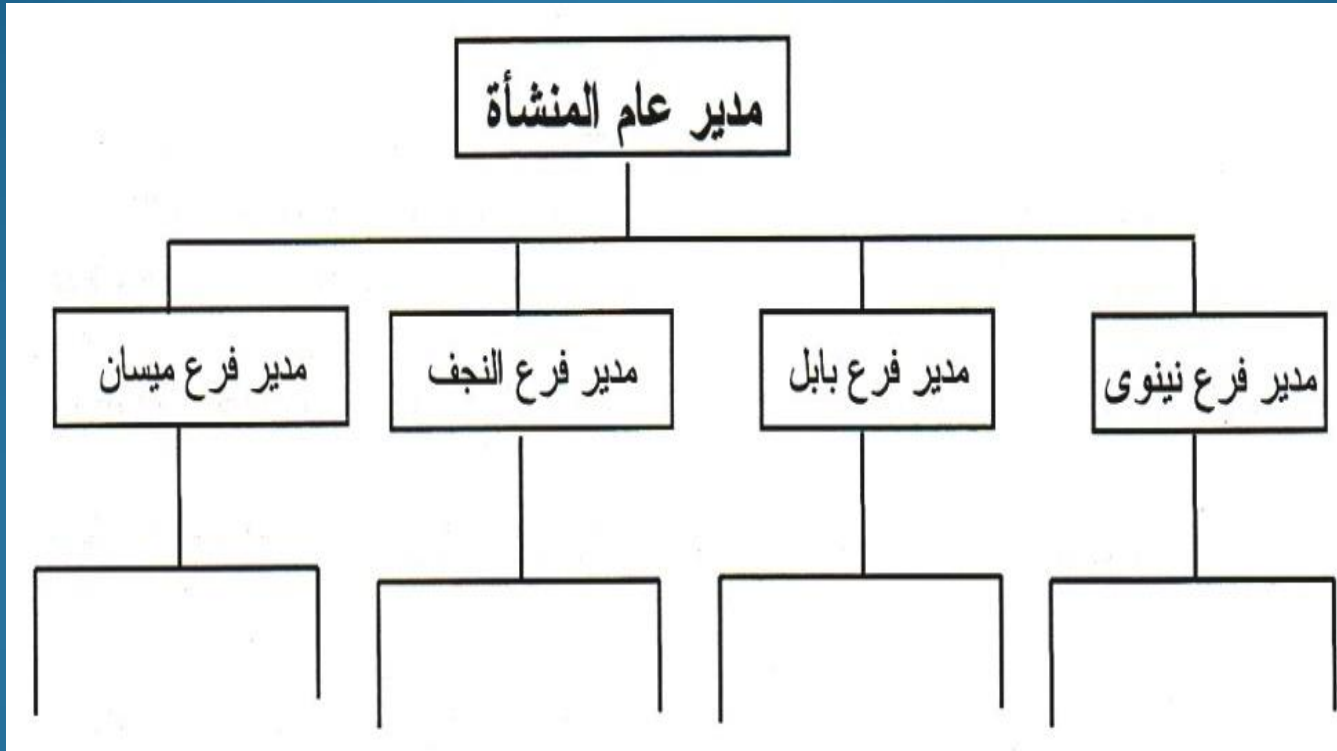 مدير عام المنشأة
مدير فرع نينوى
مدير فرع بابل
مدير فرع النجف
مدير فرع ميسان